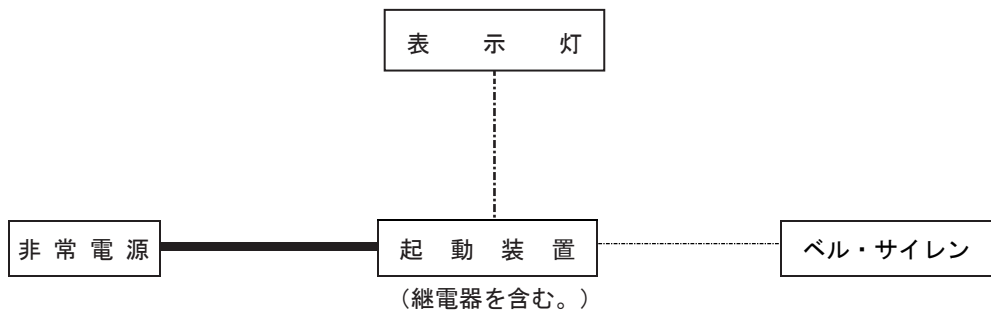 表示灯
非常電源
起動装置
ベル・サイレン
（継電器を含む。）